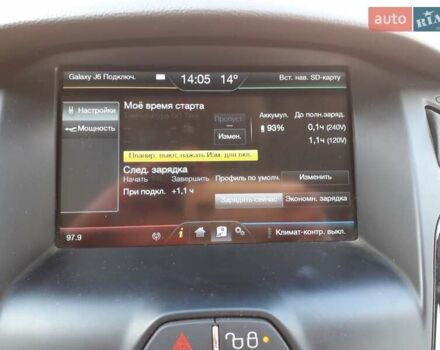 auto RIA
Galaxy J6 Подключ. 14:05 14° Вст. нав. SD-карту
Настройки
Мощность
Моё время старта
Пропуст.
Измен.
Аккумул. До полн.заряд.
93% 0,1ч (240V)
1,1ч (120V)
Планир. выкл, нажать Изм. для вкл.
След. зарядка
Начать Завершить Профиль по умолч. Изменить
При подкл. +1,1 ч
Зарядить сейчас Экономн. зарядка
97.9 Климат-контр. выкл.